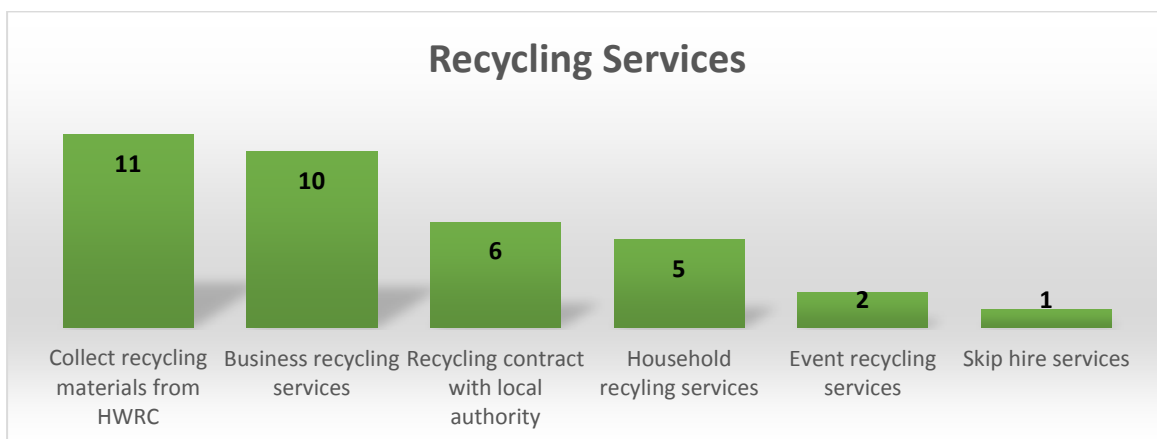 Recycling Services
11
10
6
5
2
1
Collect recycling
materials from
HWRC
Business recycling
services
Recycling contract
with local
authority
Household
recyling services
Event recycling
services
Skip hire services